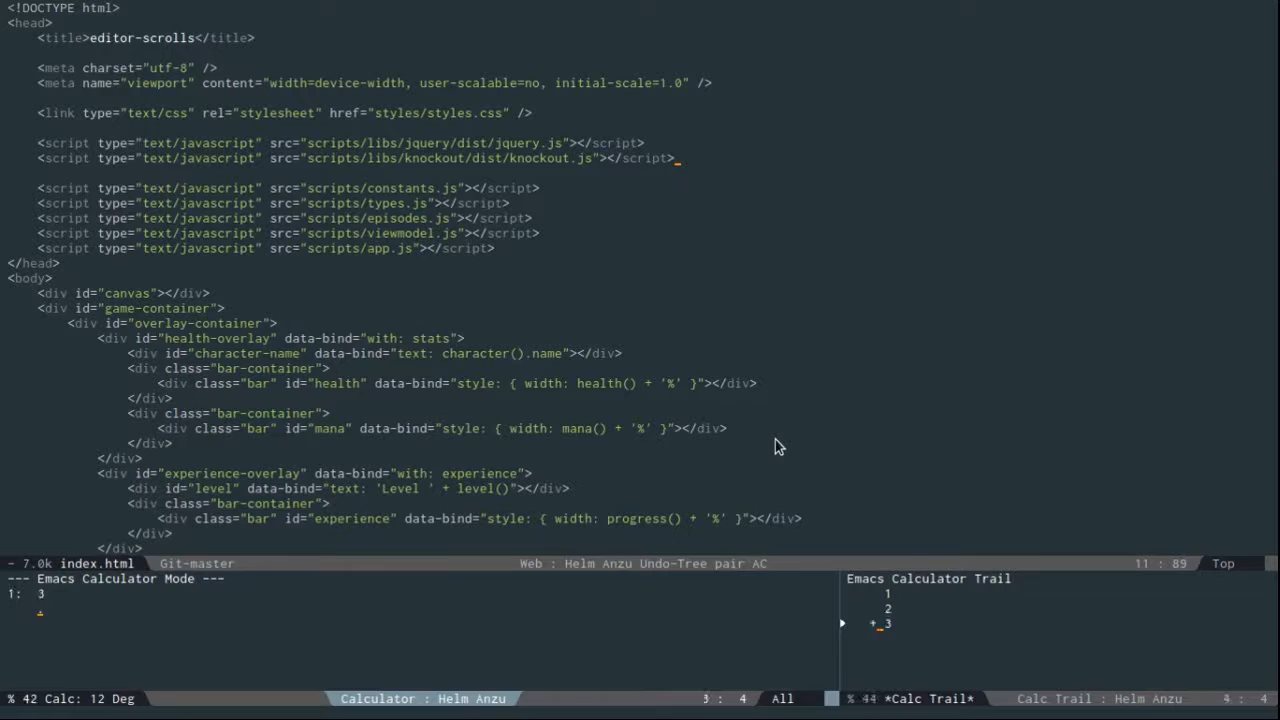 <!DOCTYPE html>
<head>
    <title>editor-scrolls</title>

    <meta charset="utf-8" />
    <meta name="viewport" content="width=device-width, user-scalable=no, initial-scale=1.0" />

    <link type="text/css" rel="stylesheet" href="styles/styles.css" />

    <script type="text/javascript" src="scripts/libs/jquery/dist/jquery.js"></script>
    <script type="text/javascript" src="scripts/libs/knockout/dist/knockout.js"></script>

    <script type="text/javascript" src="scripts/constants.js"></script>
    <script type="text/javascript" src="scripts/types.js"></script>
    <script type="text/javascript" src="scripts/episodes.js"></script>
    <script type="text/javascript" src="scripts/viewmodel.js"></script>
    <script type="text/javascript" src="scripts/app.js"></script>
</head>
<body>
    <div id="canvas"></div>
    <div id="game-container">
        <div id="overlay-container">
            <div id="health-overlay" data-bind="with: stats">
                <div id="character-name" data-bind="text: character().name"></div>
                <div class="bar-container">
                    <div class="bar" id="health" data-bind="style: { width: health() + '%' }"></div>
                </div>
                <div class="bar-container">
                    <div class="bar" id="mana" data-bind="style: { width: mana() + '%' }"></div>
                </div>
            </div>
            <div id="experience-overlay" data-bind="with: experience">
                <div id="level" data-bind="text: 'Level ' + level()"></div>
                <div class="bar-container">
                    <div class="bar" id="experience" data-bind="style: { width: progress() + '%' }"></div>
                </div>
            </div>
- 7.0k index.html Git-master Web : Helm Anzu Undo-Tree pair AC 11 : 89 Top
--- Emacs Calculator Mode ---
1:  3
    .
% 42 Calc: 12 Deg Calculator : Helm Anzu 3 : 4 All
Emacs Calculator Trail
1
2
+ 3
% 44 *Calc Trail* Calc Trail : Helm Anzu 4 : 4